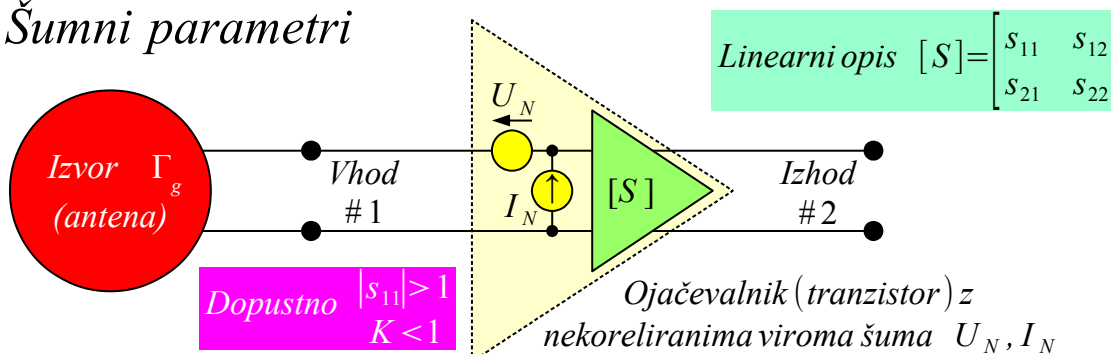 Šumni parametri
Linearni opis [S]=[s11 s12
s21 s22
U_N
Izvor Γ_g
(antena)
Vhod
#1
I_N
[S]
Izhod
#2
Dopustno |s11|>1
K<1
Ojačevalnik(tranzistor) z
nekoreliranima viroma šuma U_N, I_N